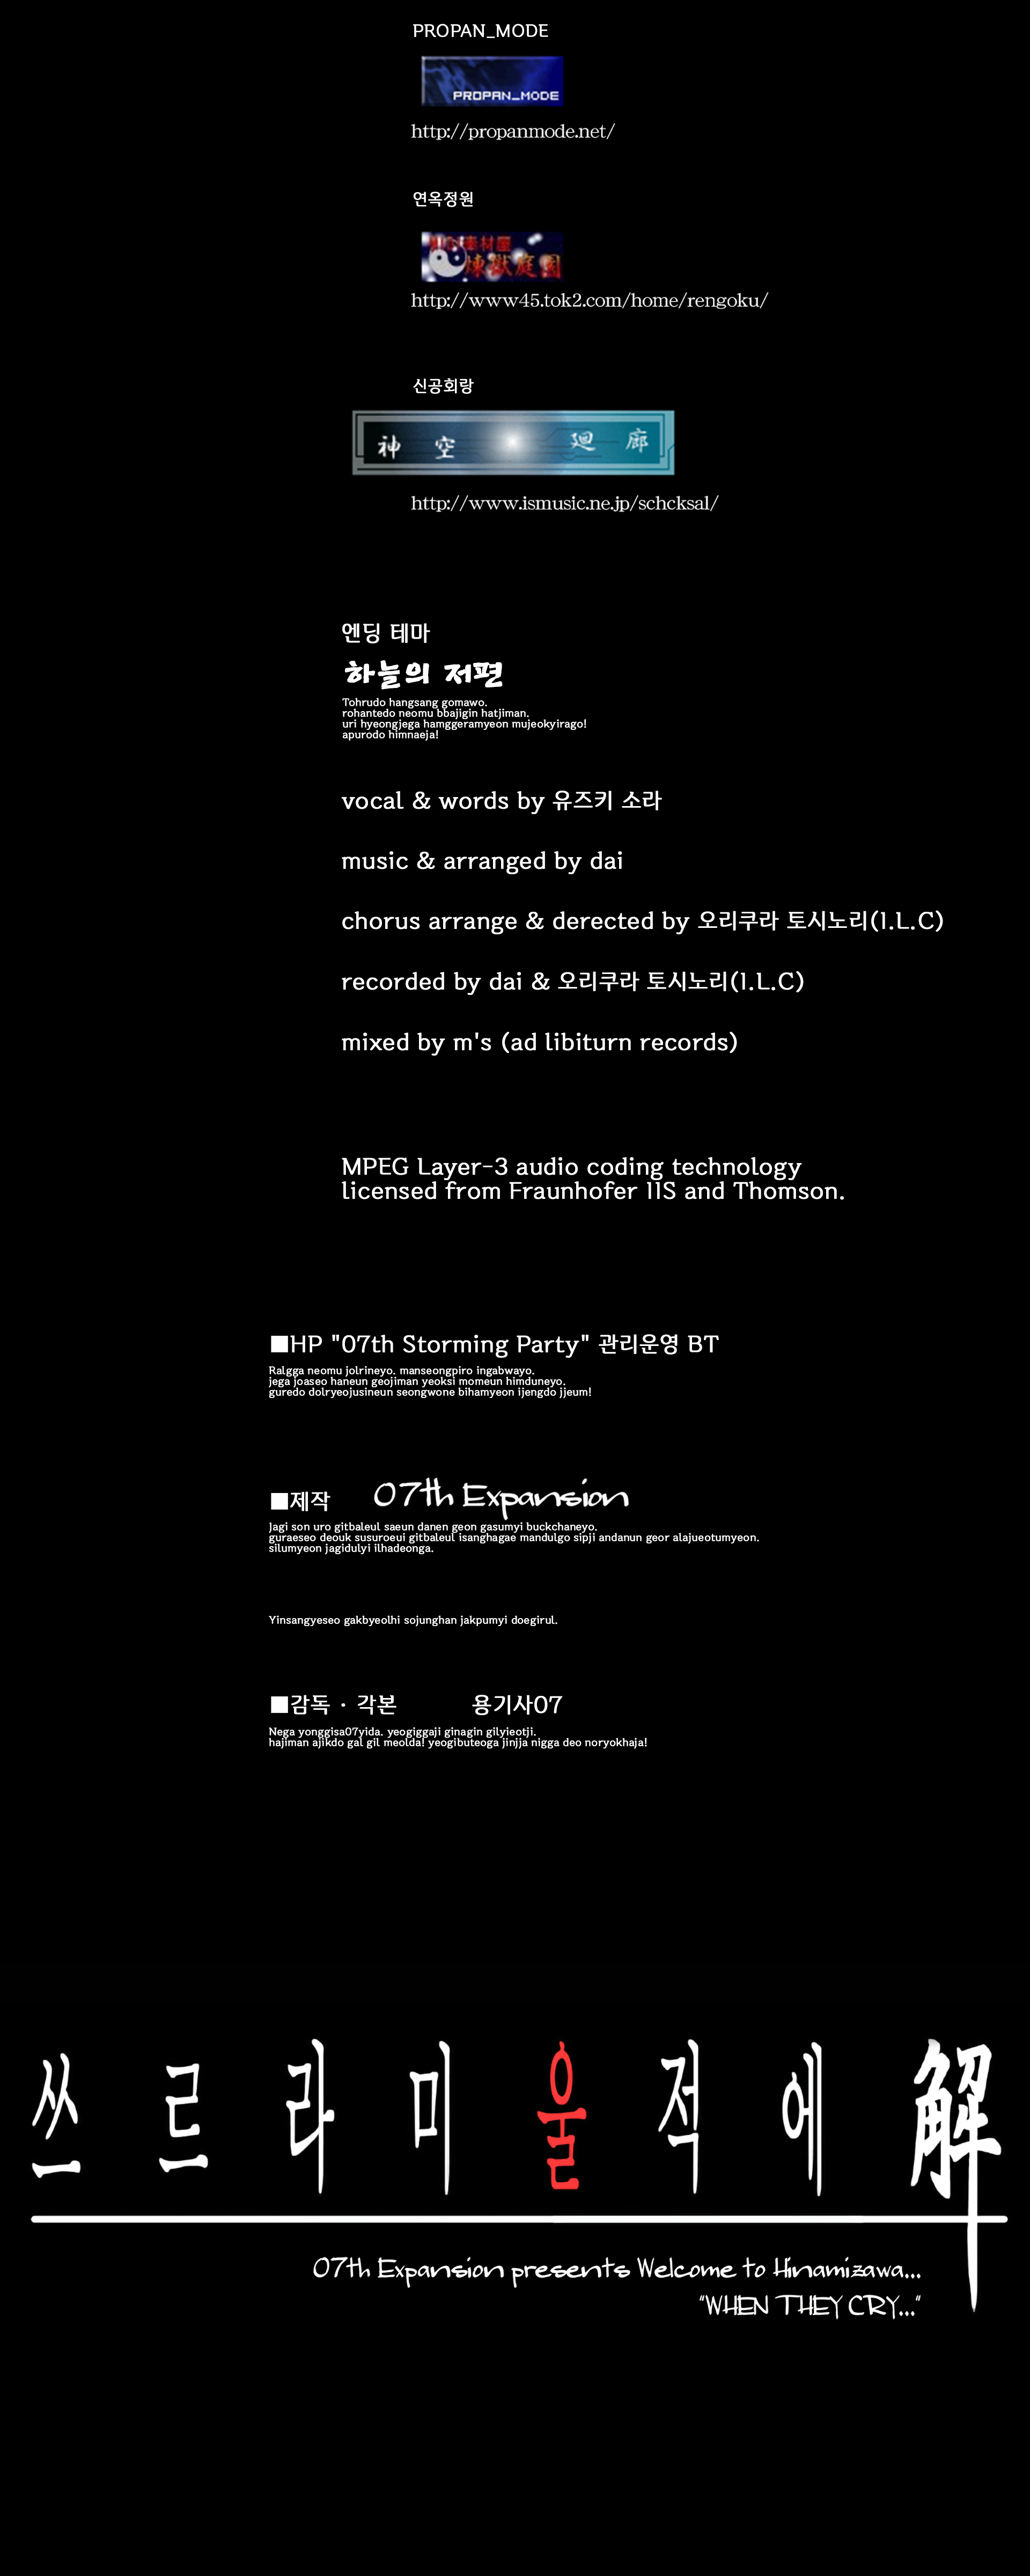 PROPAN_MODE
PROPAN_MODE
http://propanmode.net/
연옥정원
素材屋
煉獄庭園
http://www45.tok2.com/home/rengoku/
신공회랑
神空廻廊
http://www.ismusic.ne.jp/schcksal/
엔딩 테마
하늘의 저편
Tohrudo hangsang gomawo.
rohantedo neomu bbajigin hatjiman.
uri hyeongjega hamggeramyeon mujeokyirago!
apurodo himnaeja!
vocal & words by 유즈키 소라
music & arranged by dai
chorus arrange & derected by 오리쿠라 토시노리(I.L.C)
recorded by dai & 오리쿠라 토시노리(I.L.C)
mixed by m's (ad libiturn records)
MPEG Layer-3 audio coding technology
licensed from Fraunhofer IIS and Thomson.
■HP "07th Storming Party" 관리운영 BT
Ralgga neomu jolrineyo. manseongpiro ingabwayo.
jega joaseo haneun geojiman yeoksi momeun himduneyo.
guredo dolryeojusineun seongwone bihamyeon ijengdo jjeum!
■제작 07th Expansion
Jagi son uro gitbaleul saeun danen geon gasumyi buckchaneyo.
guraeseo deouk susuroeui gitbaleul isanghagae mandulgo sipji andanun geor alajueotumyeon.
silumyeon jagidulyi ilhadeonga.
Yinsangyeseo gakbyeolhi sojunghan jakpumyi doegirul.
■감독 · 각본 용기사07
Nega yonggisa07yida. yeogiggaji ginagin gilyieotji.
hajiman ajikdo gal gil meolda! yeogibuteoga jinjja nigga deo noryokhaja!
쓰르라미 울 적에 解
07th Expansion presents Welcome to Hinamizawa...
"WHEN THEY CRY..."